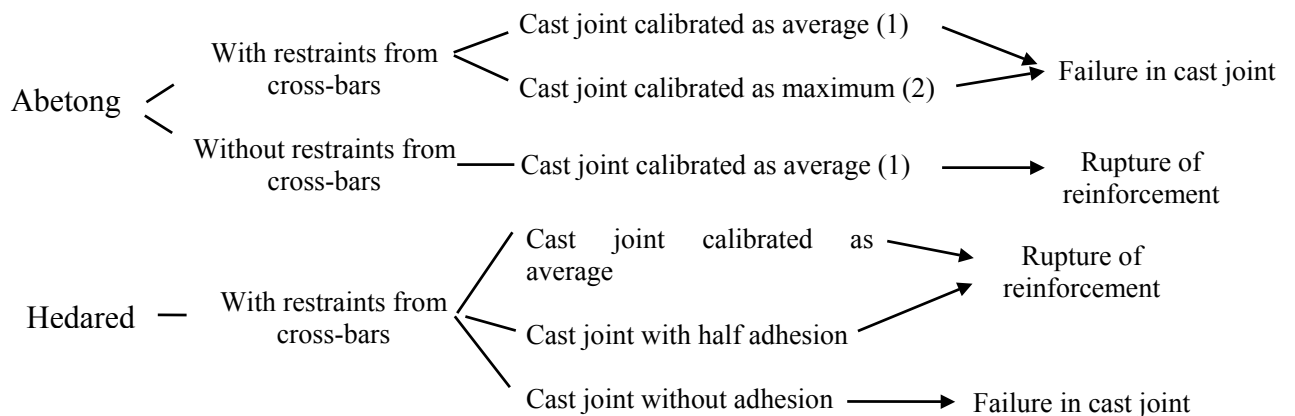 Cast joint calibrated as average (1)
With restraints from
cross-bars
Failure in cast joint
Cast joint calibrated as maximum (2)
Abetong
Without restraints from
cross-bars
Cast joint calibrated as average (1)
Rupture of
reinforcement
Cast joint calibrated as
average
Rupture of
reinforcement
With restraints from
cross-bars
Hedared
Cast joint with half adhesion
Cast joint without adhesion
Failure in cast joint